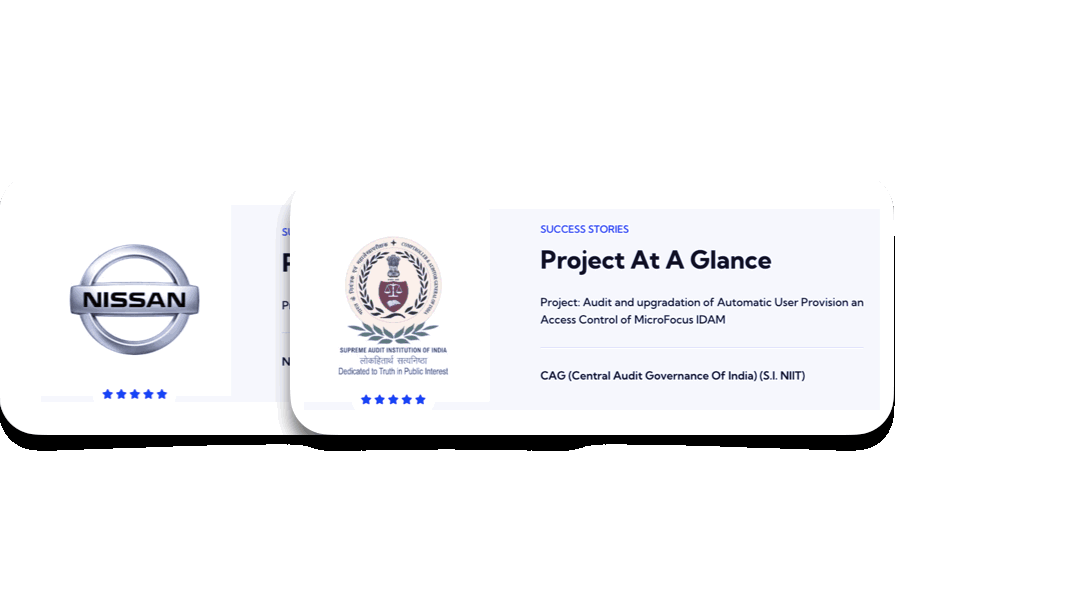 NISSAN
SUPREME AUDIT INSTITUTION OF INDIA
लोकहितार्थ सत्यनिष्ठा
Dedicated to Truth in Public Interest
SUCCESS STORIES
Project At A Glance
Project: Audit and upgradation of Automatic User Provision an
Access Control of MicroFocus IDAM
CAG (Central Audit Governance Of India) (S.I. NIIT)